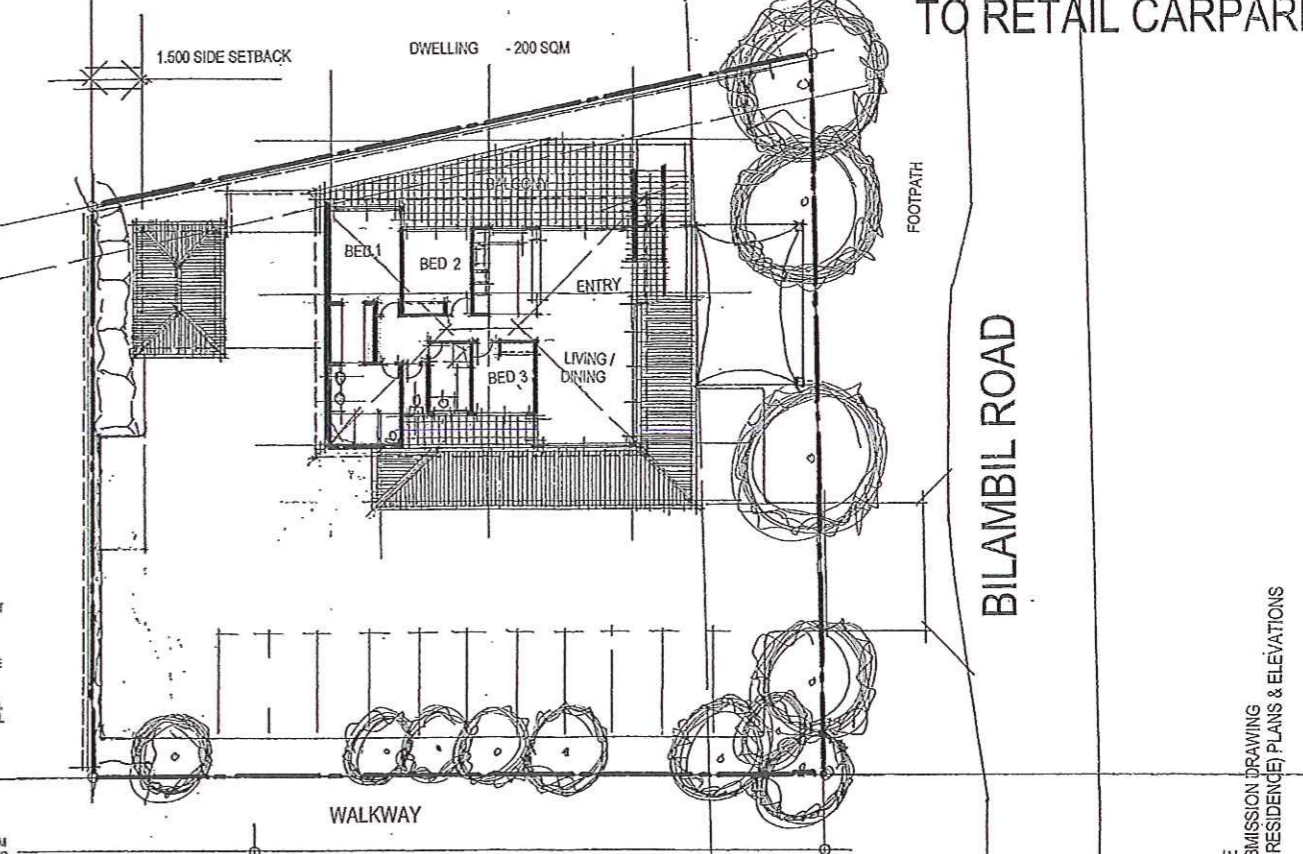 TO RETAIL CARPARK
1.500 SIDE SETBACK
DWELLING - 200 SQM
BALCONY
FOOTPATH
BED 1
BED 2
ENTRY
LIVING /
DINING
BED 3
BILAMBIL ROAD
WALKWAY
RESIDENCE) PLANS & ELEVATIONS